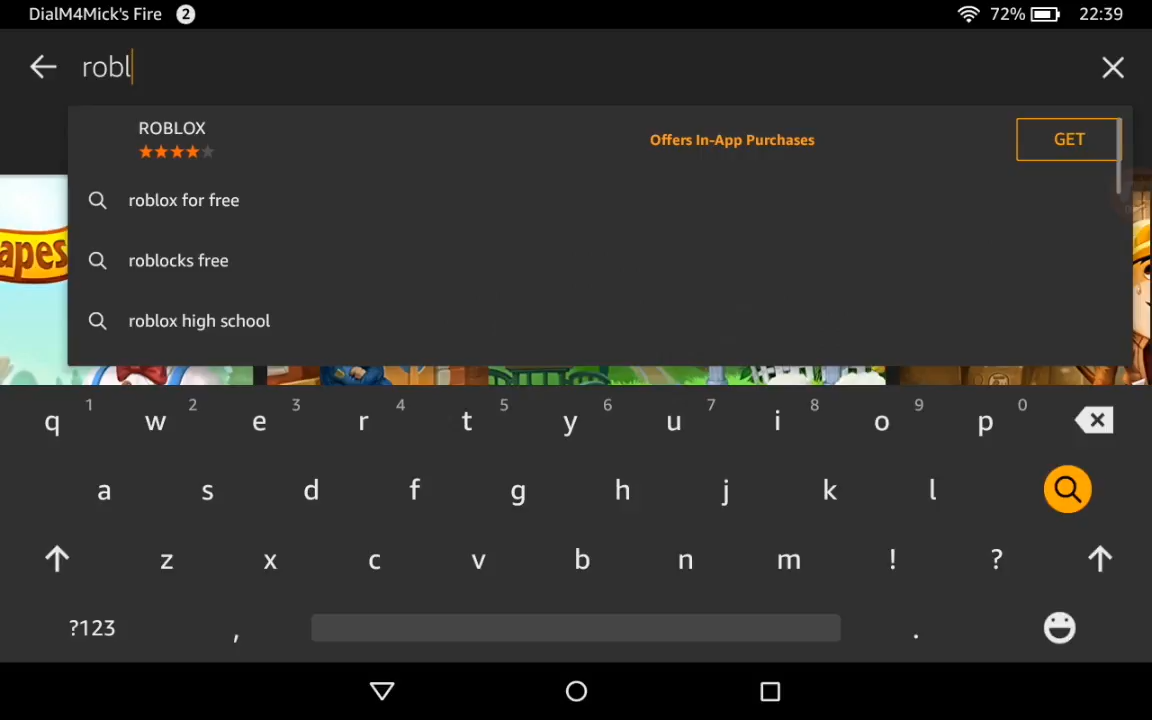 DialM4Mick's Fire 2 72% 22:39
robl
ROBLOX
Offers In-App Purchases
GET
roblox for free
roblocks free
roblox high school
apes
1 2 3 4 5 6 7 8 9 0
q w e r t y u i o p
a s d f g h j k l
z x c v b n m ! ?
?123 , .